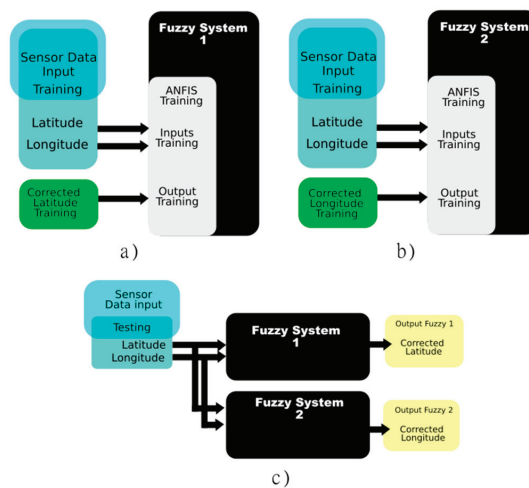 Fuzzy System
1
Sensor Data
Input
Training
ANFIS
Training
Latitude
Longitude
Inputs
Training
Corrected
Latitude
Training
Output
Training
a)
Fuzzy System
2
Sensor Data
Input
Training
ANFIS
Training
Latitude
Longitude
Inputs
Training
Corrected
Longitude
Training
Output
Training
b)
Sensor
Data input
Testing
Latitude
Longitude
Fuzzy System
1
Output Fuzzy 1
Corrected
Latitude
Fuzzy System
2
Output Fuzzy 2
Corrected
Longitude
c)